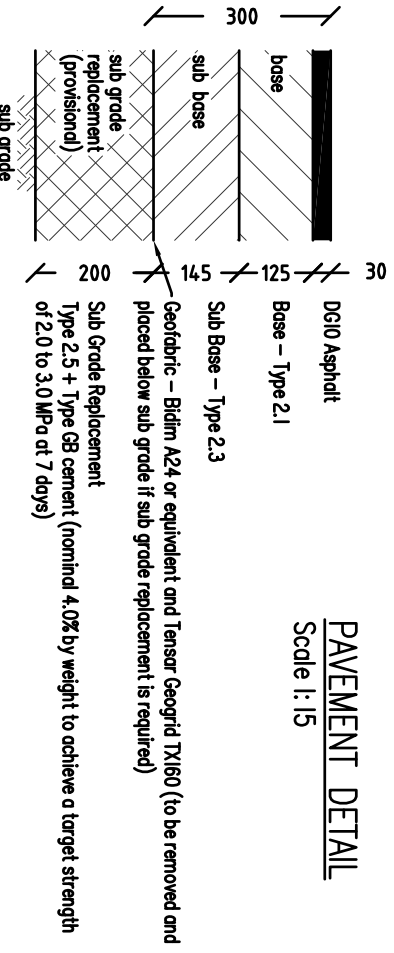 PAVEMENT DETAIL
Scale 1:15
300
base
sub base
sub grade
replacement
(provisional)
sub grade
30
125
145
200
DG10 Asphalt
Base – Type 2.1
Sub Base – Type 2.3
Geofabric – Bidim A24 or equivalent and Tensar Geogrid TX160 (to be removed and
placed below sub grade if sub grade replacement is required)
Sub Grade Replacement
Type 2.5 + Type GB cement (nominal 4.0% by weight to achieve a target strength
of 2.0 to 3.0 MPa at 7 days)